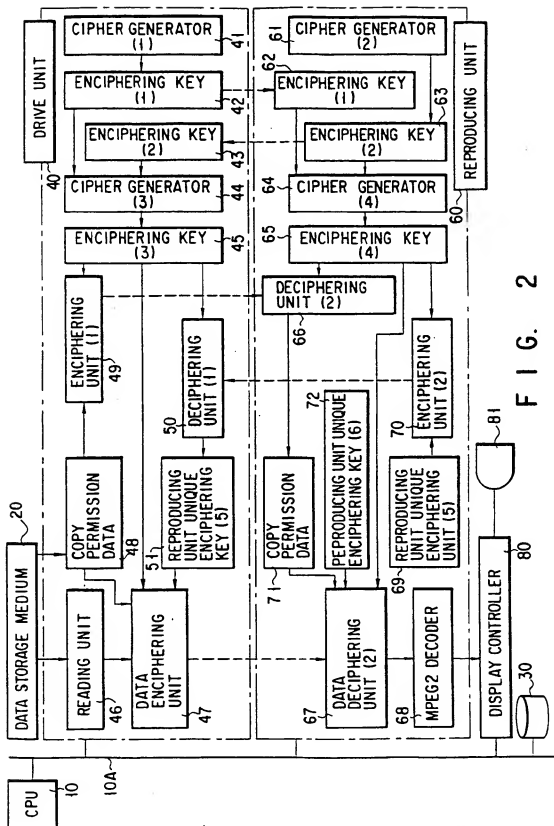 CPU
10
10A
DATA STORAGE MEDIUM
20
DRIVE UNIT
40
READING UNIT
46
COPY
PERMISSION
DATA
48
DATA
ENCIPHERING
UNIT
47
REPRODUCING
UNIT UNIQUE
ENCIPHERING
KEY (5)
51
ENCIPHERING
UNIT (1)
49
DECIPHERING
UNIT (1)
50
ENCIPHERING KEY
(3)
45
CIPHER GENERATOR
(3)
44
ENCIPHERING KEY
(2)
43
ENCIPHERING KEY
(1)
42
CIPHER GENERATOR
(1)
41
CIPHER GENERATOR
(2)
61
ENCIPHERING KEY
(1)
62
ENCIPHERING KEY
(2)
63
CIPHER GENERATOR
(4)
64
ENCIPHERING KEY
(4)
65
DECIPHERING
UNIT (2)
66
COPY
PERMISSION
DATA
71
PEPRODUCING
UNIT UNIQUE
ENCIPHERING
KEY (6)
72
DATA
DECIPHERING
UNIT (2)
67
REPRODUCING
UNIT UNIQUE
ENCIPHERING
UNIT (5)
69
ENCIPHERING
UNIT (2)
70
MPEG2 DECODER
68
REPRODUCING UNIT
60
DISPLAY CONTROLLER
80
81
30
FIG. 2